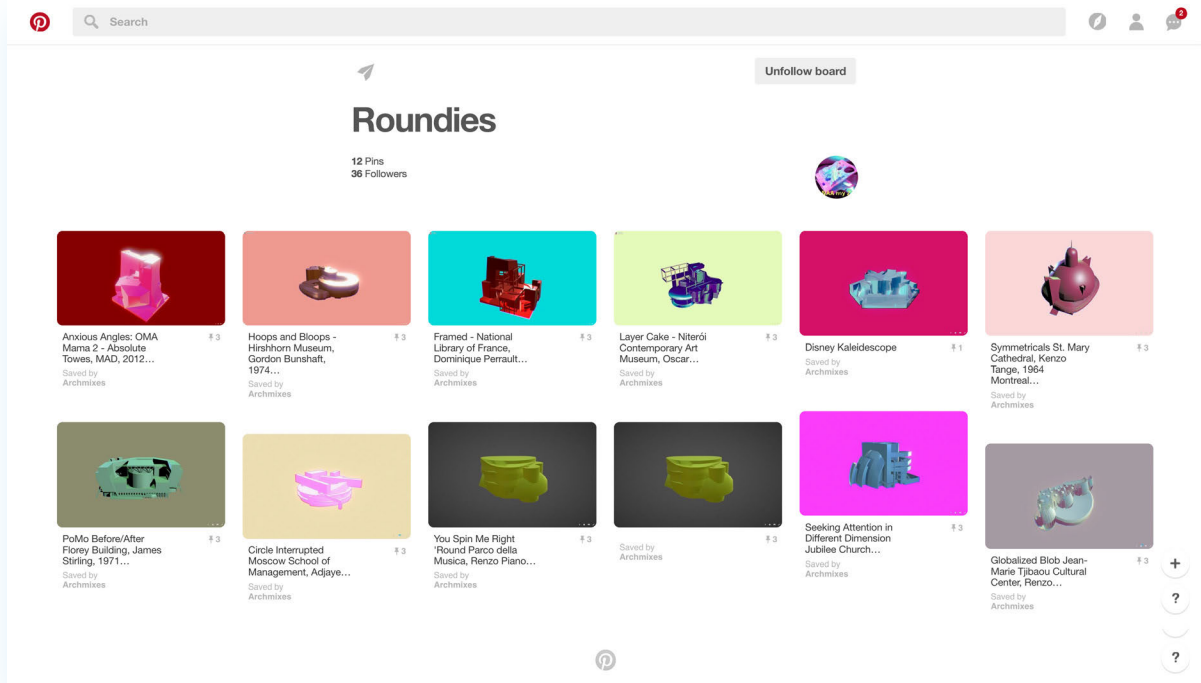 Search
2
Unfollow board
Roundies
12 Pins
36 Followers
Anxious Angles: OMA
Mama 2 - Absolute
Towes, MAD, 2012…
3
Saved by
Archmixes
Hoops and Bloops -
Hirshhorn Museum,
Gordon Bunshaft,
1974…
3
Saved by
Archmixes
Framed - National
Library of France,
Dominique Perrault…
3
Saved by
Archmixes
Layer Cake - Niterói
Contemporary Art
Museum, Oscar…
3
Saved by
Archmixes
Disney Kaleidescope
1
Saved by
Archmixes
Symmetricals St. Mary
Cathedral, Kenzo
Tange, 1964
Montreal…
3
Saved by
Archmixes
PoMo Before/After
Florey Building, James
Stirling, 1971…
3
Saved by
Archmixes
Circle Interrupted
Moscow School of
Management, Adjaye…
3
Saved by
Archmixes
You Spin Me Right
'Round Parco della
Musica, Renzo Piano…
3
Saved by
Archmixes
3
Saved by
Archmixes
Seeking Attention in
Different Dimension
Jubilee Church…
3
Saved by
Archmixes
Globalized Blob Jean-
Marie Tjibaou Cultural
Center, Renzo…
3
Saved by
Archmixes
+
?
?